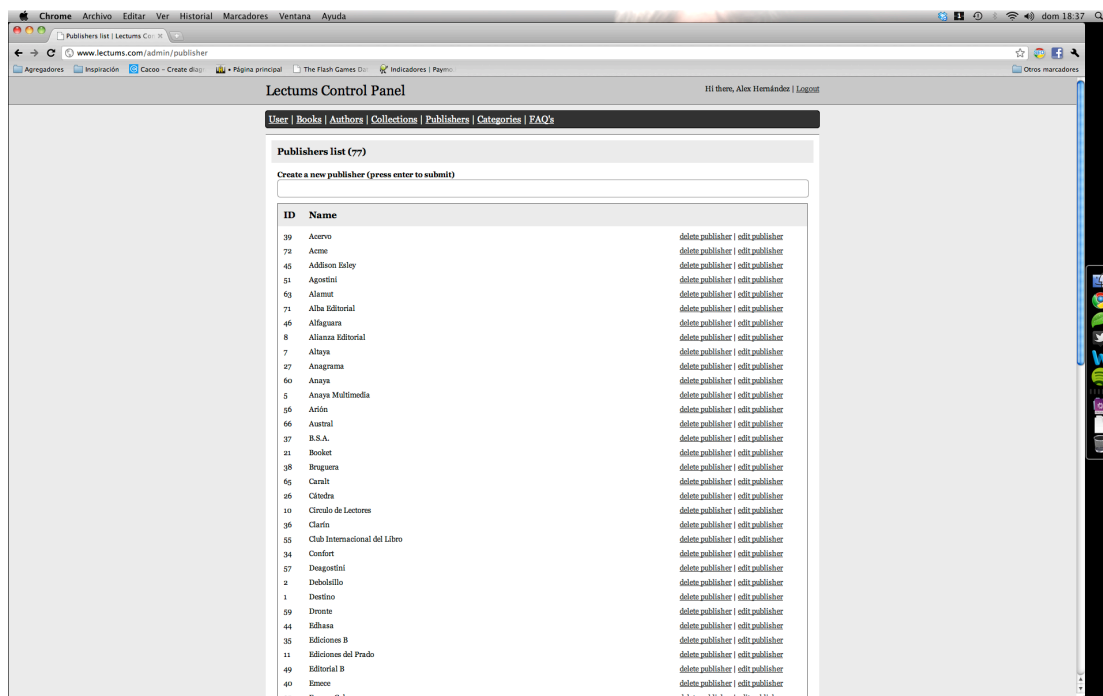 Chrome Archivo Editar Ver Historial Marcadores Ventana Ayuda dom 18:37
Publishers list | Lectums Con
www.lectums.com/admin/publisher
Agregadores Inspiración Cacoo – Create diag • Página principal The Flash Games Da Indicadores | Paymo Otros marcadores
Lectums Control Panel Hi there, Alex Hernández | Logout
User | Books | Authors | Collections | Publishers | Categories | FAQ's
Publishers list (77)
Create a new publisher (press enter to submit)
ID Name
39 Acervo delete publisher | edit publisher
72 Acme delete publisher | edit publisher
45 Addison Esley delete publisher | edit publisher
51 Agostini delete publisher | edit publisher
63 Alamut delete publisher | edit publisher
71 Alba Editorial delete publisher | edit publisher
46 Alfaguara delete publisher | edit publisher
8 Alianza Editorial delete publisher | edit publisher
7 Altaya delete publisher | edit publisher
27 Anagrama delete publisher | edit publisher
60 Anaya delete publisher | edit publisher
5 Anaya Multimedia delete publisher | edit publisher
56 Arión delete publisher | edit publisher
66 Austral delete publisher | edit publisher
37 B.S.A. delete publisher | edit publisher
21 Booket delete publisher | edit publisher
38 Bruguera delete publisher | edit publisher
65 Caralt delete publisher | edit publisher
26 Cátedra delete publisher | edit publisher
10 Círculo de Lectores delete publisher | edit publisher
36 Clarín delete publisher | edit publisher
55 Club Internacional del Libro delete publisher | edit publisher
34 Confort delete publisher | edit publisher
57 Deagostini delete publisher | edit publisher
2 Debolsillo delete publisher | edit publisher
1 Destino delete publisher | edit publisher
59 Dronte delete publisher | edit publisher
44 Edhasa delete publisher | edit publisher
35 Ediciones B delete publisher | edit publisher
11 Ediciones del Prado delete publisher | edit publisher
49 Editorial B delete publisher | edit publisher
40 Emece delete publisher | edit publisher